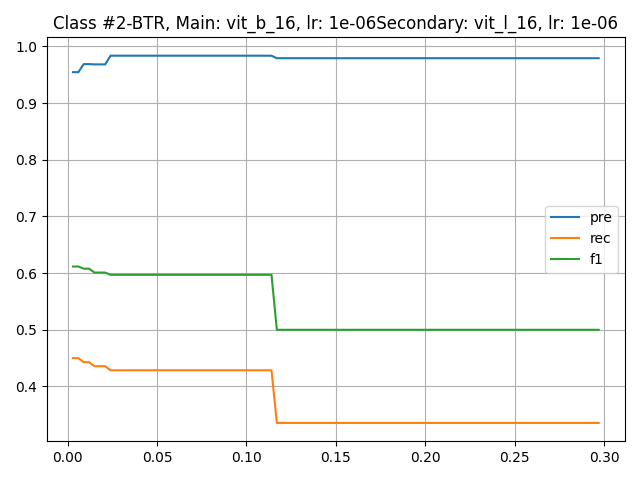 Class #2-BTR, Main: vit_b_16, lr: 1e-06Secondary: vit_l_16, lr: 1e-06
1.0
0.9
0.8
0.7
0.6
0.5
0.4
pre
rec
f1
0.00 0.05 0.10 0.15 0.20 0.25 0.30